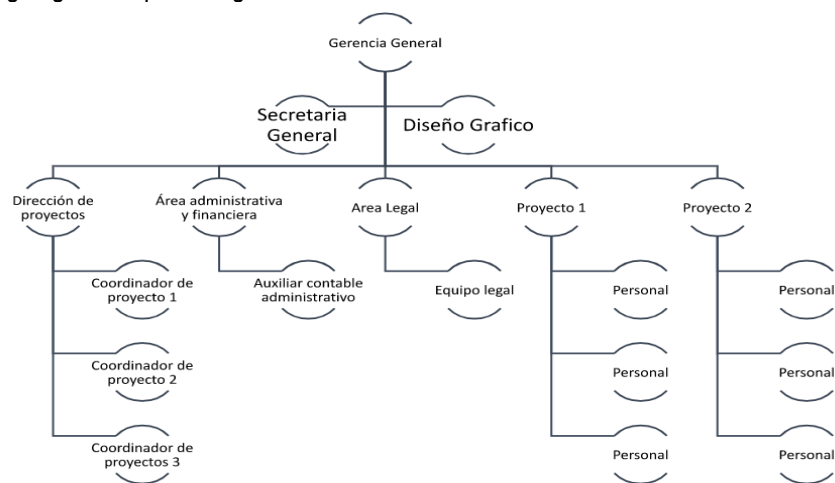 Gerencia General
Secretaria
General
Diseño Grafico
Dirección de
proyectos
Área administrativa
y financiera
Area Legal
Proyecto 1
Proyecto 2
Coordinador de
proyecto 1
Auxiliar contable
administrativo
Equipo legal
Personal
Personal
Coordinador de
proyecto 2
Personal
Personal
Coordinador de
proyectos 3
Personal
Personal